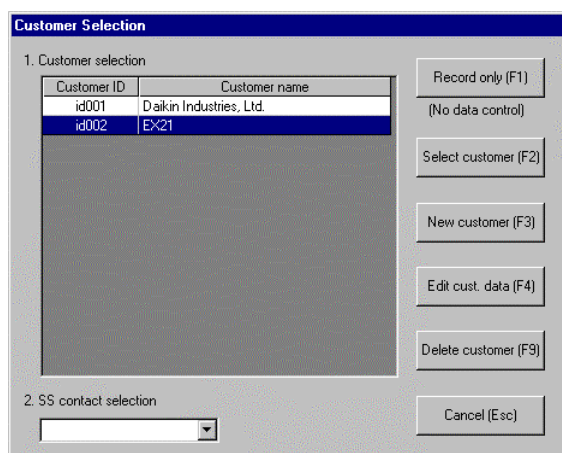 Customer Selection
1. Customer selection
Customer ID Customer name
id001 Daikin Industries, Ltd.
id002 EX21
Record only (F1)
(No data control)
Select customer (F2)
New customer (F3)
Edit cust. data (F4)
Delete customer (F9)
2. SS contact selection
Cancel (Esc)